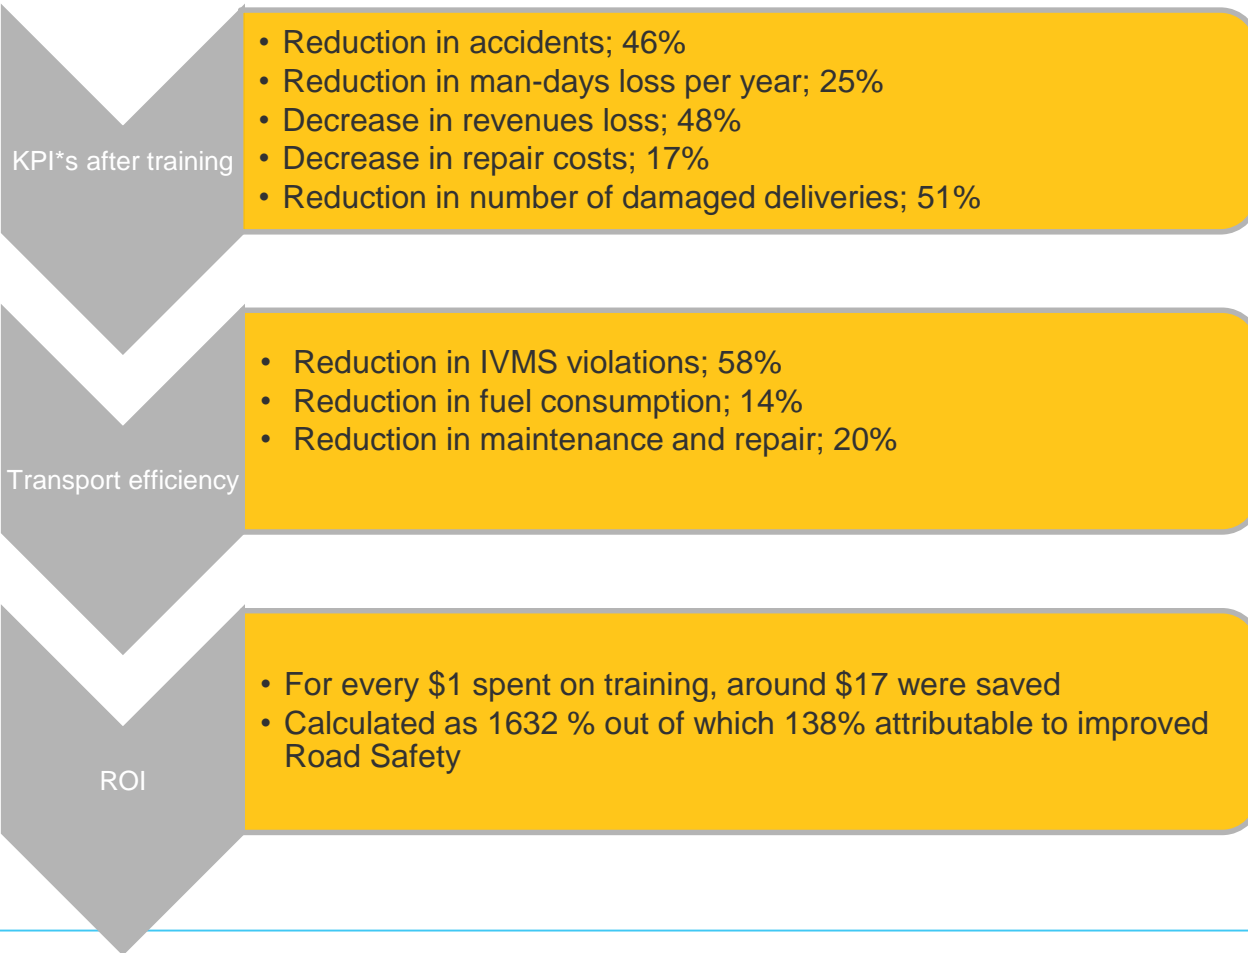 KPI*s after training
• Reduction in accidents; 46%
• Reduction in man-days loss per year; 25%
• Decrease in revenues loss; 48%
• Decrease in repair costs; 17%
• Reduction in number of damaged deliveries; 51%
Transport efficiency
• Reduction in IVMS violations; 58%
• Reduction in fuel consumption; 14%
• Reduction in maintenance and repair; 20%
ROI
• For every $1 spent on training, around $17 were saved
• Calculated as 1632 % out of which 138% attributable to improved
Road Safety